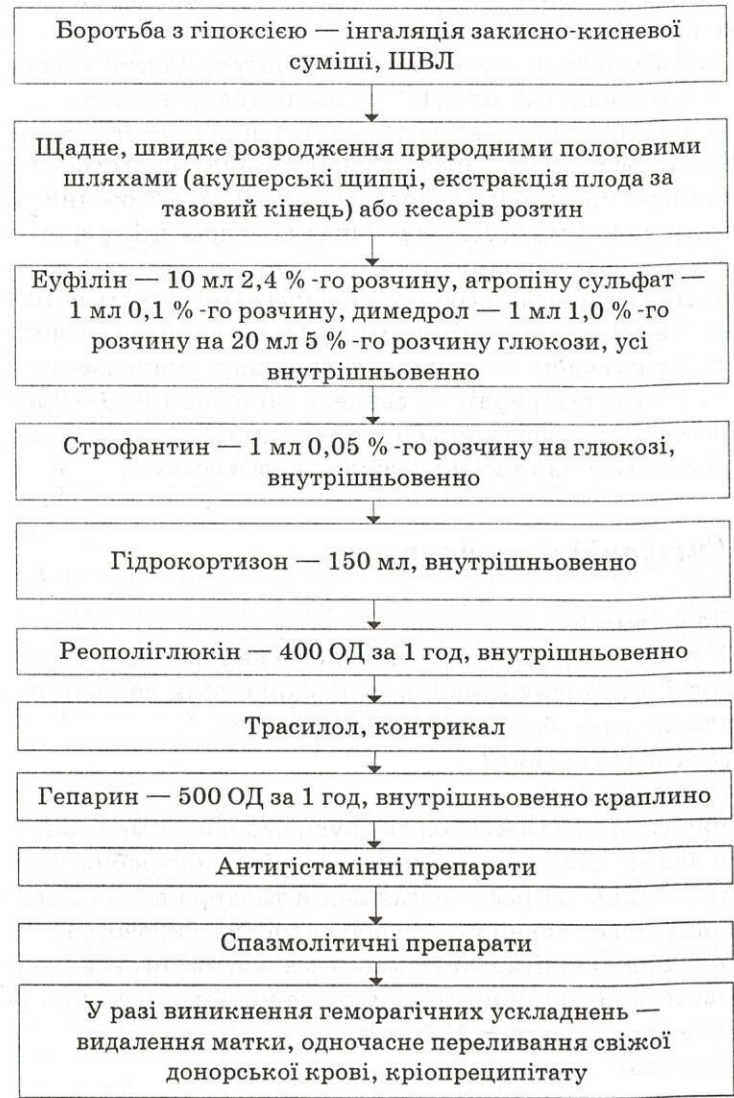 Боротьба з гіпоксією — інгаляція закисно-кисневої
суміші, ШВЛ
Щадне, швидке розродження природними пологовими
шляхами (акушерські щипці, екстракція плода за
тазовий кінець) або кесарів розтин
Еуфілін — 10 мл 2,4 % -го розчину, атропіну сульфат —
1 мл 0,1 % -го розчину, димедрол — 1 мл 1,0 % -го
розчину на 20 мл 5 % -го розчину глюкози, усі
внутрішньовенно
Строфантин — 1 мл 0,05 % -го розчину на глюкозі,
внутрішньовенно
Гідрокортизон — 150 мл, внутрішньовенно
Реополіглюкін — 400 ОД за 1 год, внутрішньовенно
Трасилол, контрикал
Гепарин — 500 ОД за 1 год, внутрішньовенно краплино
Антигістамінні препарати
Спазмолітичні препарати
У разі виникнення геморагічних ускладнень —
видалення матки, одночасне переливання свіжої
донорської крові, кріопреципітату